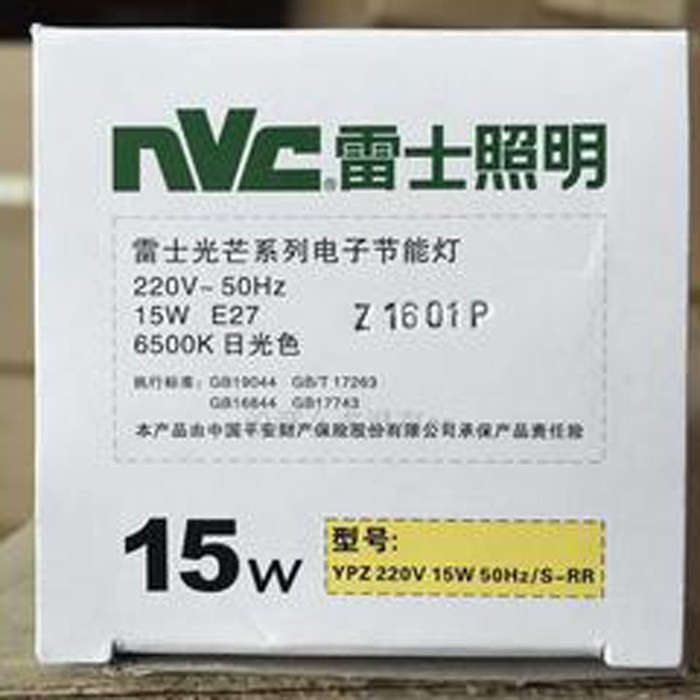 nVC®雷士照明
雷士光芒系列电子节能灯
220V~50Hz
15W E27
Z 1601 P
6500K 日光色
执行标准：GB19044 GB/T 17263
GB16844 GB17743
本产品由中国平安财产保险股份有限公司承保产品责任险
15W
型号:
YPZ 220V 15W 50Hz/S-RR